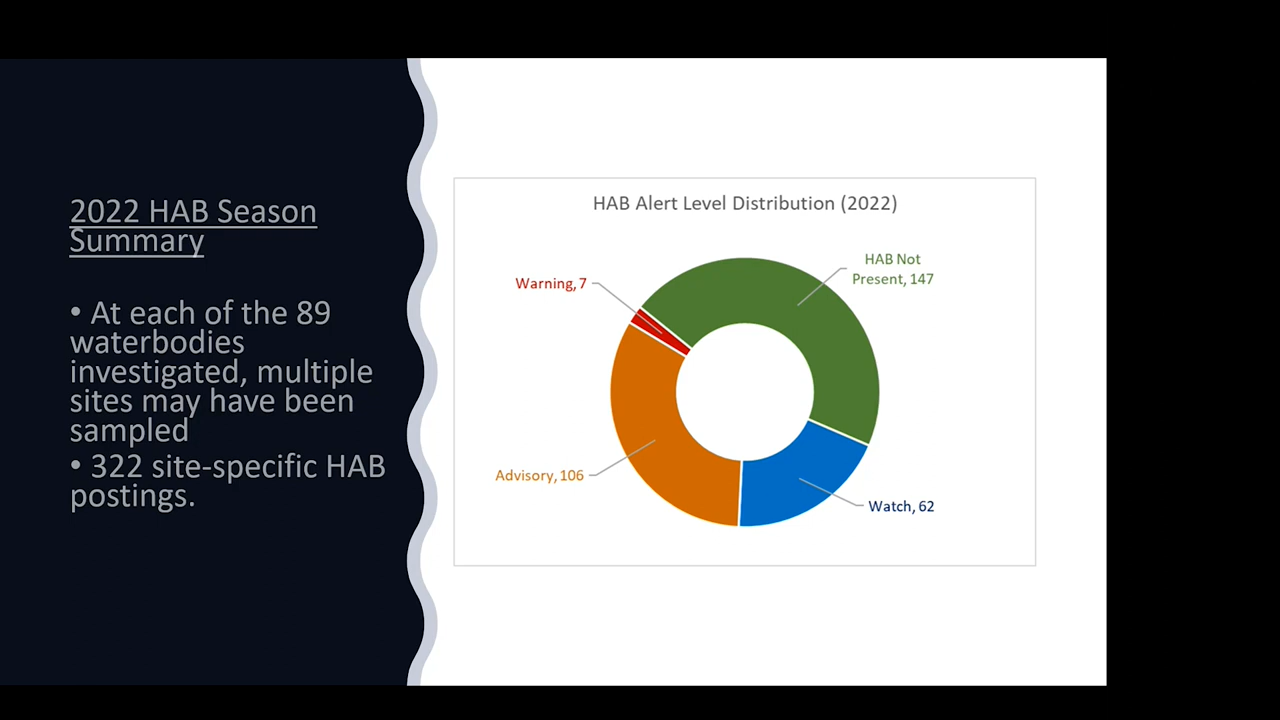 2022 HAB Season
Summary
• At each of the 89
waterbodies
investigated, multiple
sites may have been
sampled
• 322 site-specific HAB
postings.
HAB Alert Level Distribution (2022)
HAB Not
Present, 147
Warning, 7
Advisory, 106
Watch, 62